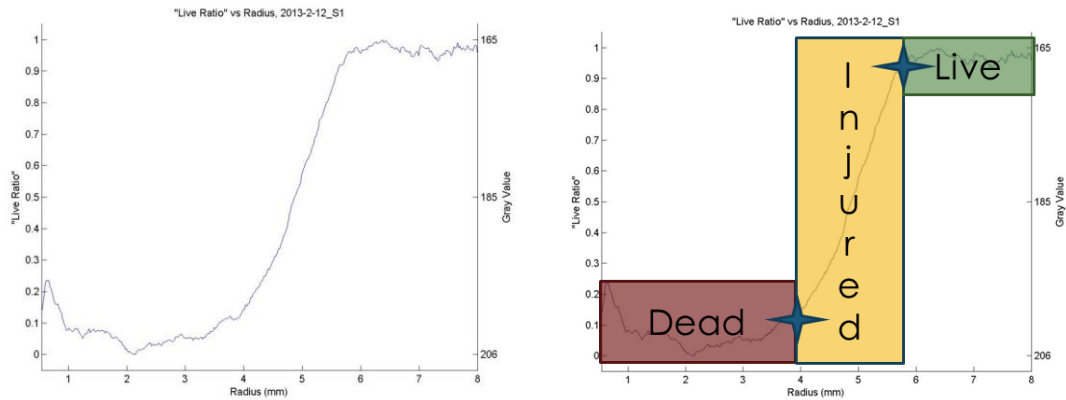 "Live Ratio" vs Radius, 2013-2-12_S1
1
0.9
0.8
0.7
0.6
0.5
0.4
0.3
0.2
0.1
0
"Live Ratio"
165
185
206
Gray Value
1 2 3 4 5 6 7 8
Radius (mm)
"Live Ratio" vs Radius, 2013-2-12_S1
1
0.9
0.8
0.7
0.6
0.5
0.4
0.3
0.2
0.1
0
"Live Ratio"
Dead
Injured
Live
165
185
206
Gray Value
1 2 3 4 5 6 7 8
Radius (mm)